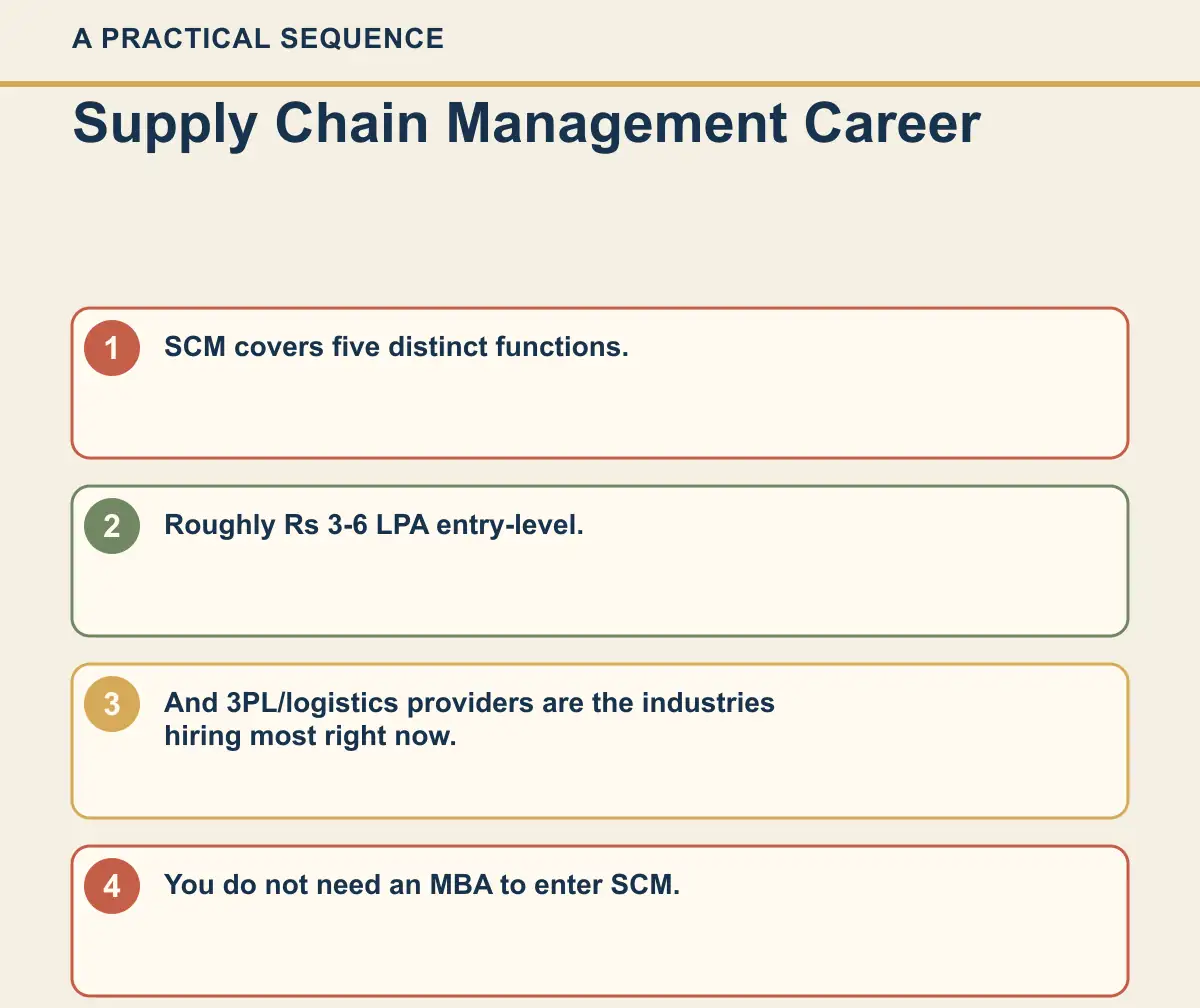 A PRACTICAL SEQUENCE
Supply Chain Management Career
1
SCM covers five distinct functions.
2
Roughly Rs 3-6 LPA entry-level.
3
And 3PL/logistics providers are the industries
hiring most right now.
4
You do not need an MBA to enter SCM.